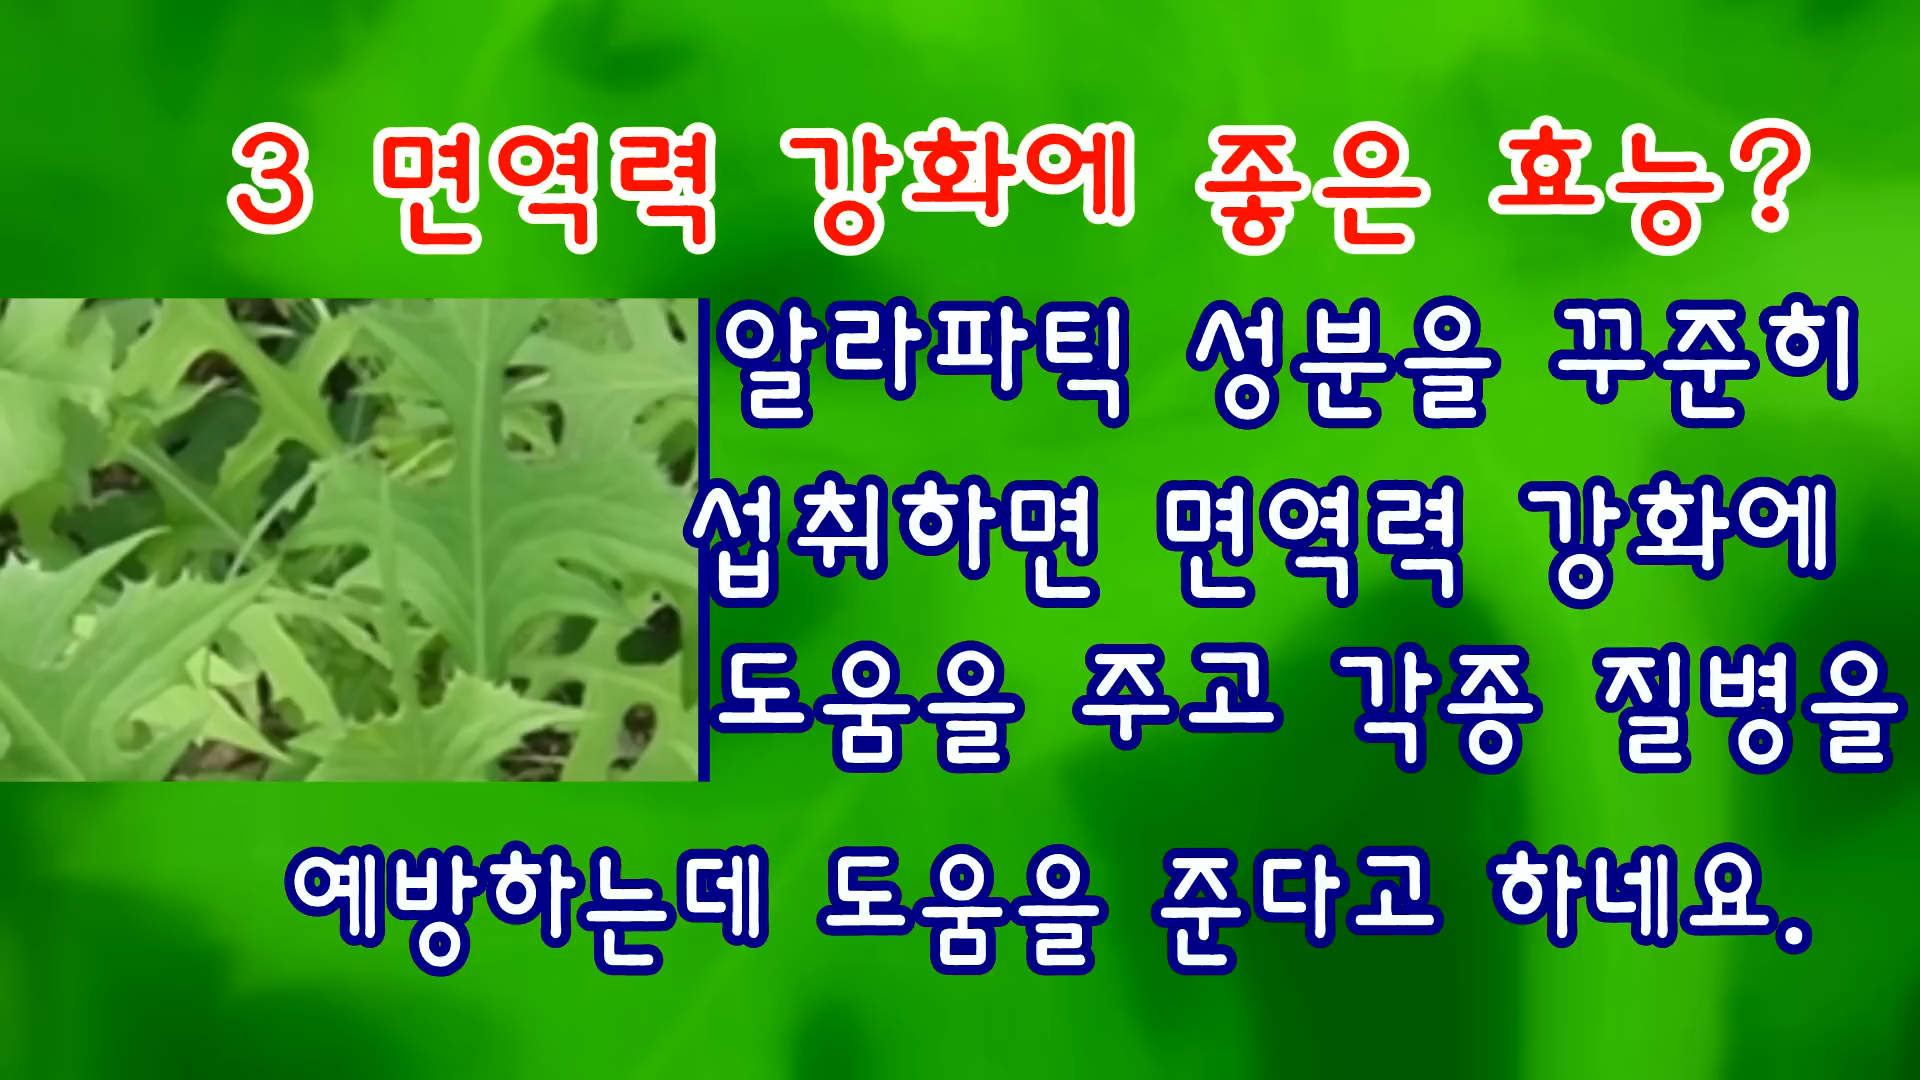 3 면역력 강화에 좋은 효능?
알라파틱 성분을 꾸준히
섭취하면 면역력 강화에
도움을 주고 각종 질병을
예방하는데 도움을 준다고 하네요.